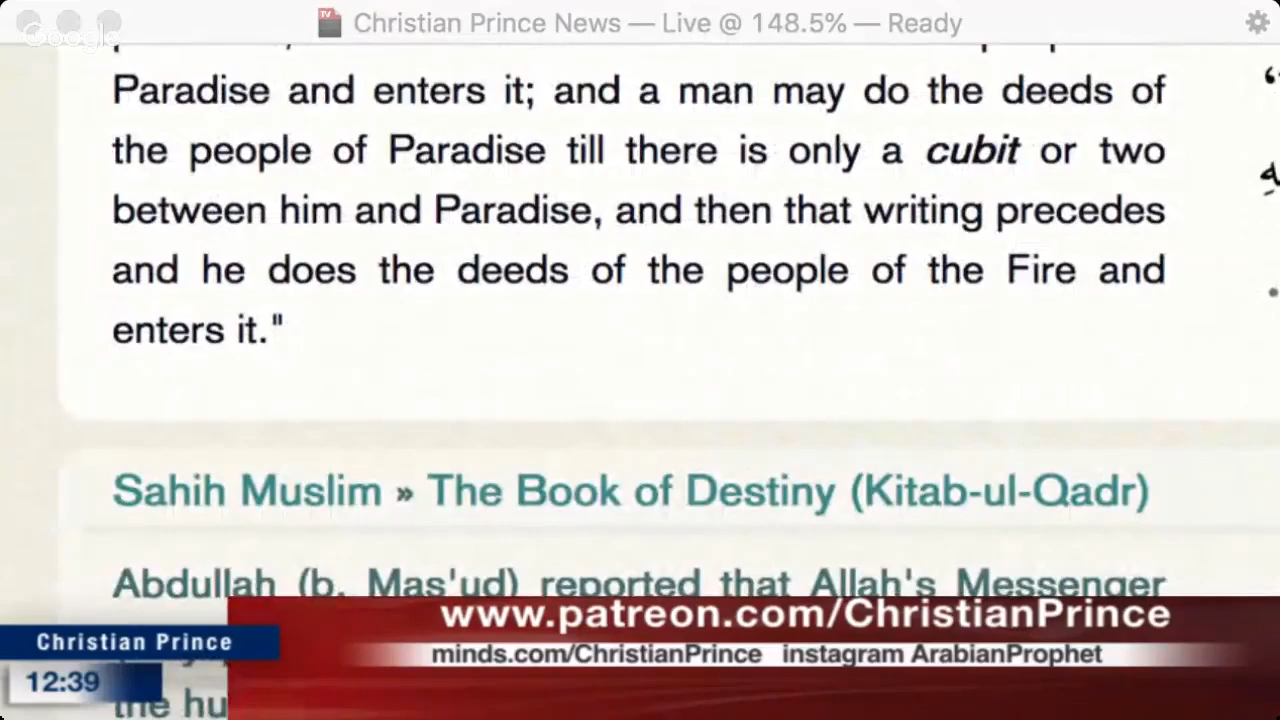 Christian Prince News — Live @ 148.5% — Ready
Google
Paradise and enters it; and a man may do the deeds of
the people of Paradise till there is only a cubit or two
between him and Paradise, and then that writing precedes
and he does the deeds of the people of the Fire and
enters it."
Sahih Muslim » The Book of Destiny (Kitab-ul-Qadr)
Abdullah (b. Mas'ud) reported that Allah's Messenger
www.patreon.com/ChristianPrince
Christian Prince
minds.com/ChristianPrince instagram ArabianProphet
12:39
the hu